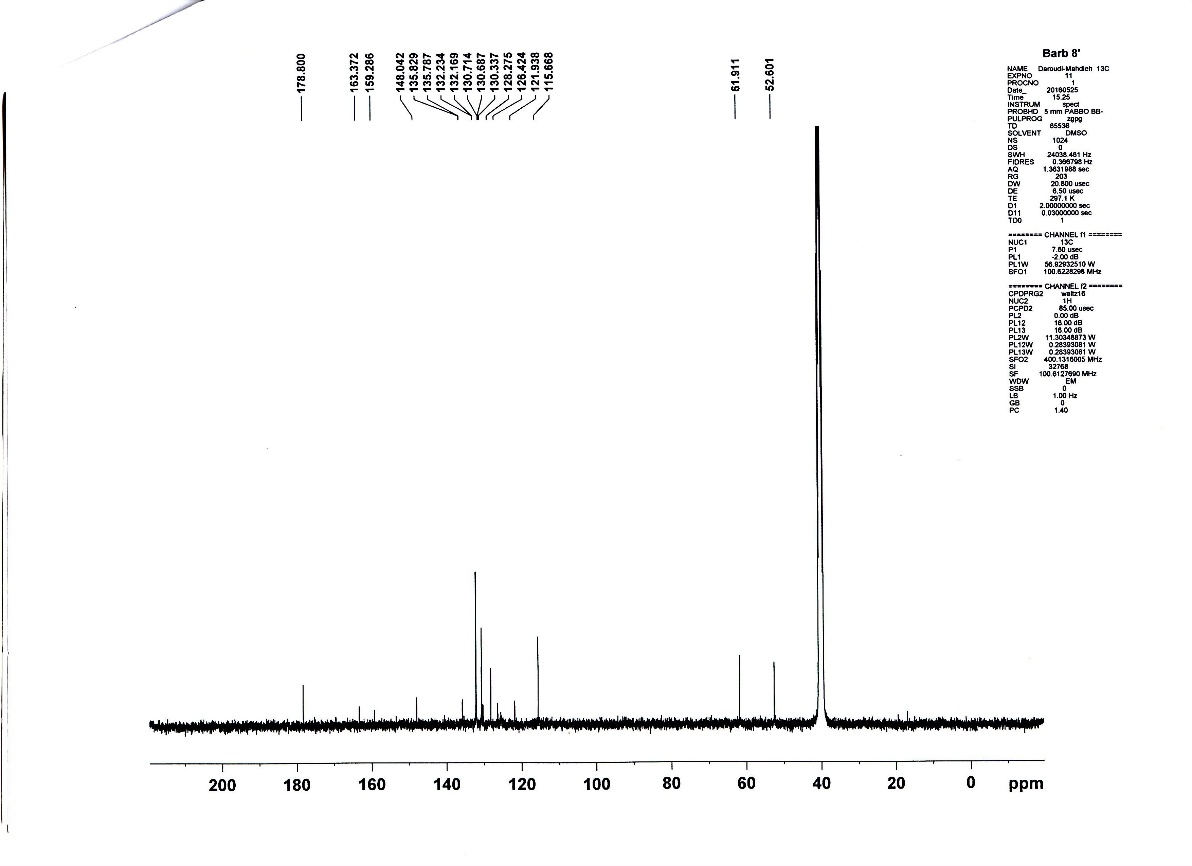 178.800
163.372
159.286
148.042
135.829
135.787
132.234
132.169
130.714
130.687
130.337
128.275
126.424
121.938
115.668
61.911
52.601
Barb 8'
NAME Daroudi-Mahdieh 13C
EXPNO 11
PROCNO 1
Date_ 20160525
Time 15.25
INSTRUM spect
PROBHD 5 mm PABBO BB-
PULPROG zgpg
TD 65536
SOLVENT DMSO
NS 1024
DS 0
SWH 24038.461 Hz
FIDRES 0.366798 Hz
AQ 1.3631988 sec
RG 203
DW 20.800 usec
DE 6.50 usec
TE 297.1 K
D1 2.00000000 sec
D11 0.03000000 sec
TD0 1
======== CHANNEL f1 ========
NUC1 13C
P1 7.80 usec
PL1 -2.00 dB
PL1W 56.92932510 W
SFO1 100.6228298 MHz
======== CHANNEL f2 ========
CPDPRG2 waltz16
NUC2 1H
PCPD2 85.00 usec
PL2 0.00 dB
PL12 16.00 dB
PL13 16.00 dB
PL2W 11.30346873 W
PL12W 0.28393081 W
PL13W 0.28393081 W
SFO2 400.1316005 MHz
SI 32768
SF 100.6127690 MHz
WDW EM
SSB 0
LB 1.00 Hz
GB 0
PC 1.40
200 180 160 140 120 100 80 60 40 20 0 ppm